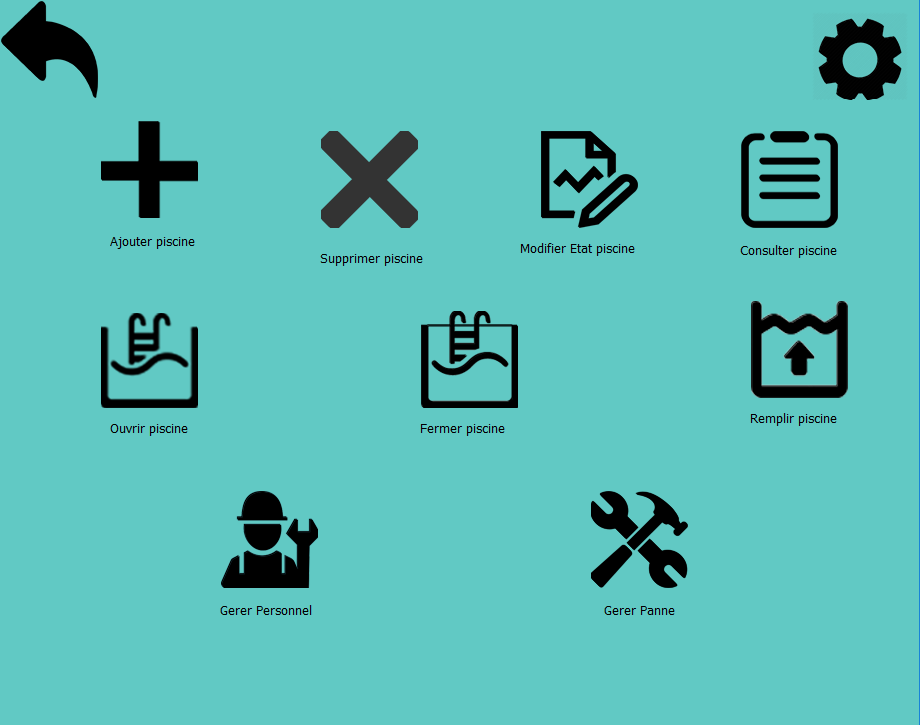 Ajouter piscine
Supprimer piscine
Modifier Etat piscine
Consulter piscine
Ouvrir piscine
Fermer piscine
Remplir piscine
Gerer Personnel
Gerer Panne